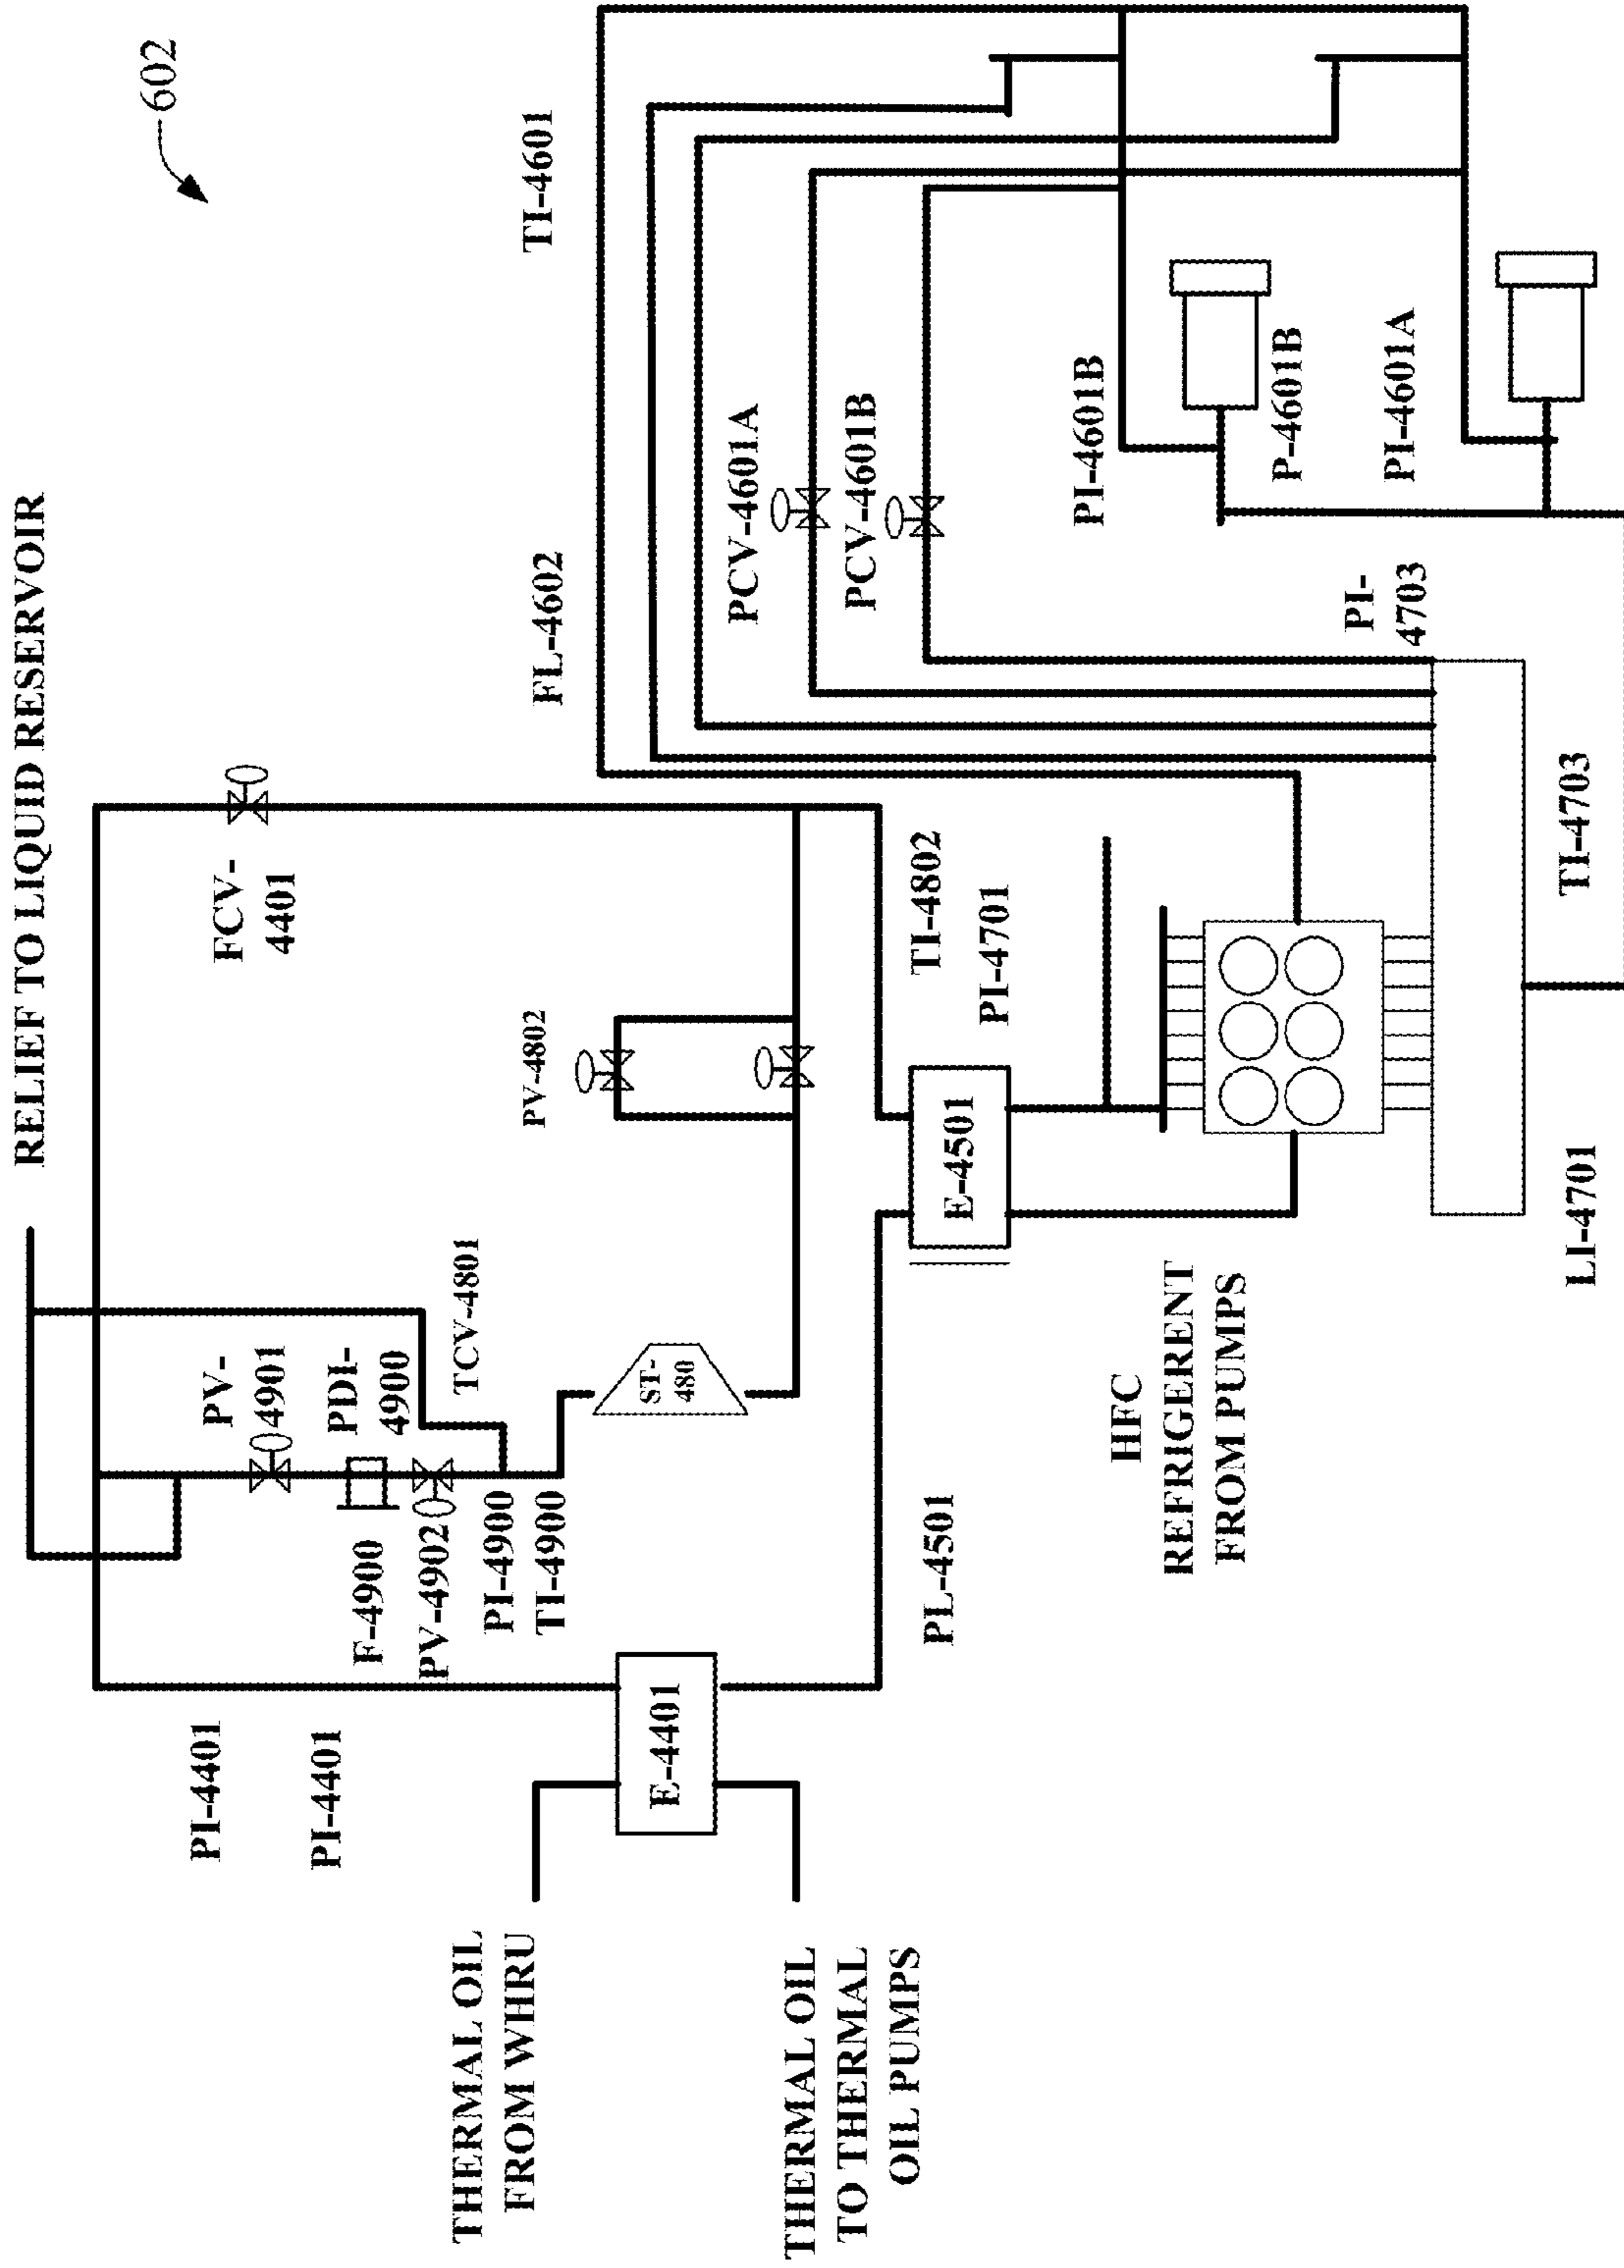 RELIEF TO LIQUID RESERVOIR
602
PI-4401
PI-4401
PV-
4901
PDI-
4900
F-4900
PV-4902
PI-4900
TI-4900
TCV-4801
FCV-
4401
ST-
480
PV-4802
THERMAL OIL
FROM WHRU
E-4401
THERMAL OIL
TO THERMAL
OIL PUMPS
PL-4501
E-4501
TI-4802
PI-4701
HFC
REFRIGERENT
FROM PUMPS
LI-4701
TI-4703
FL-4602
TI-4601
PCV-4601A
PCV-4601B
PI-4601B
P-4601B
PI-4601A
PI-
4703